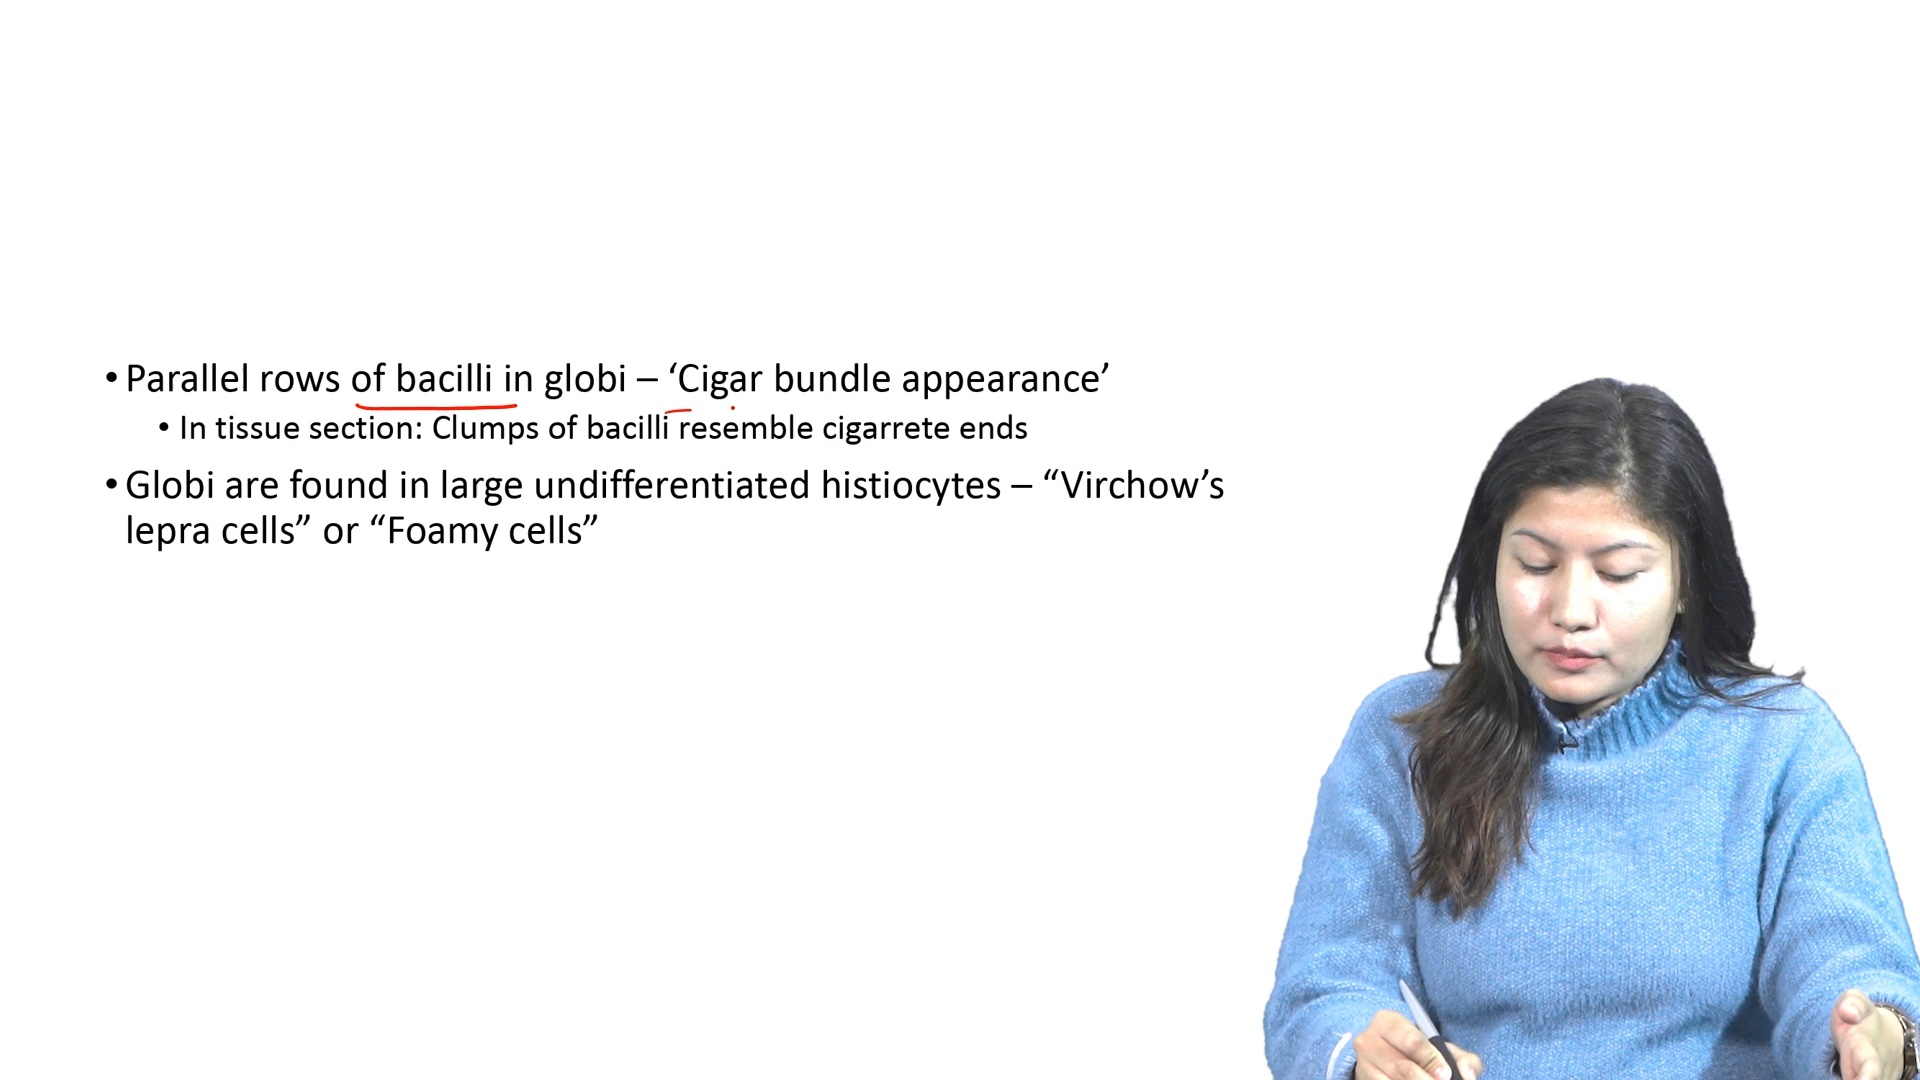 • Parallel rows of bacilli in globi – ‘Cigar bundle appearance’
• In tissue section: Clumps of bacilli resemble cigarrete ends
• Globi are found in large undifferentiated histiocytes – “Virchow’s
lepra cells” or “Foamy cells”